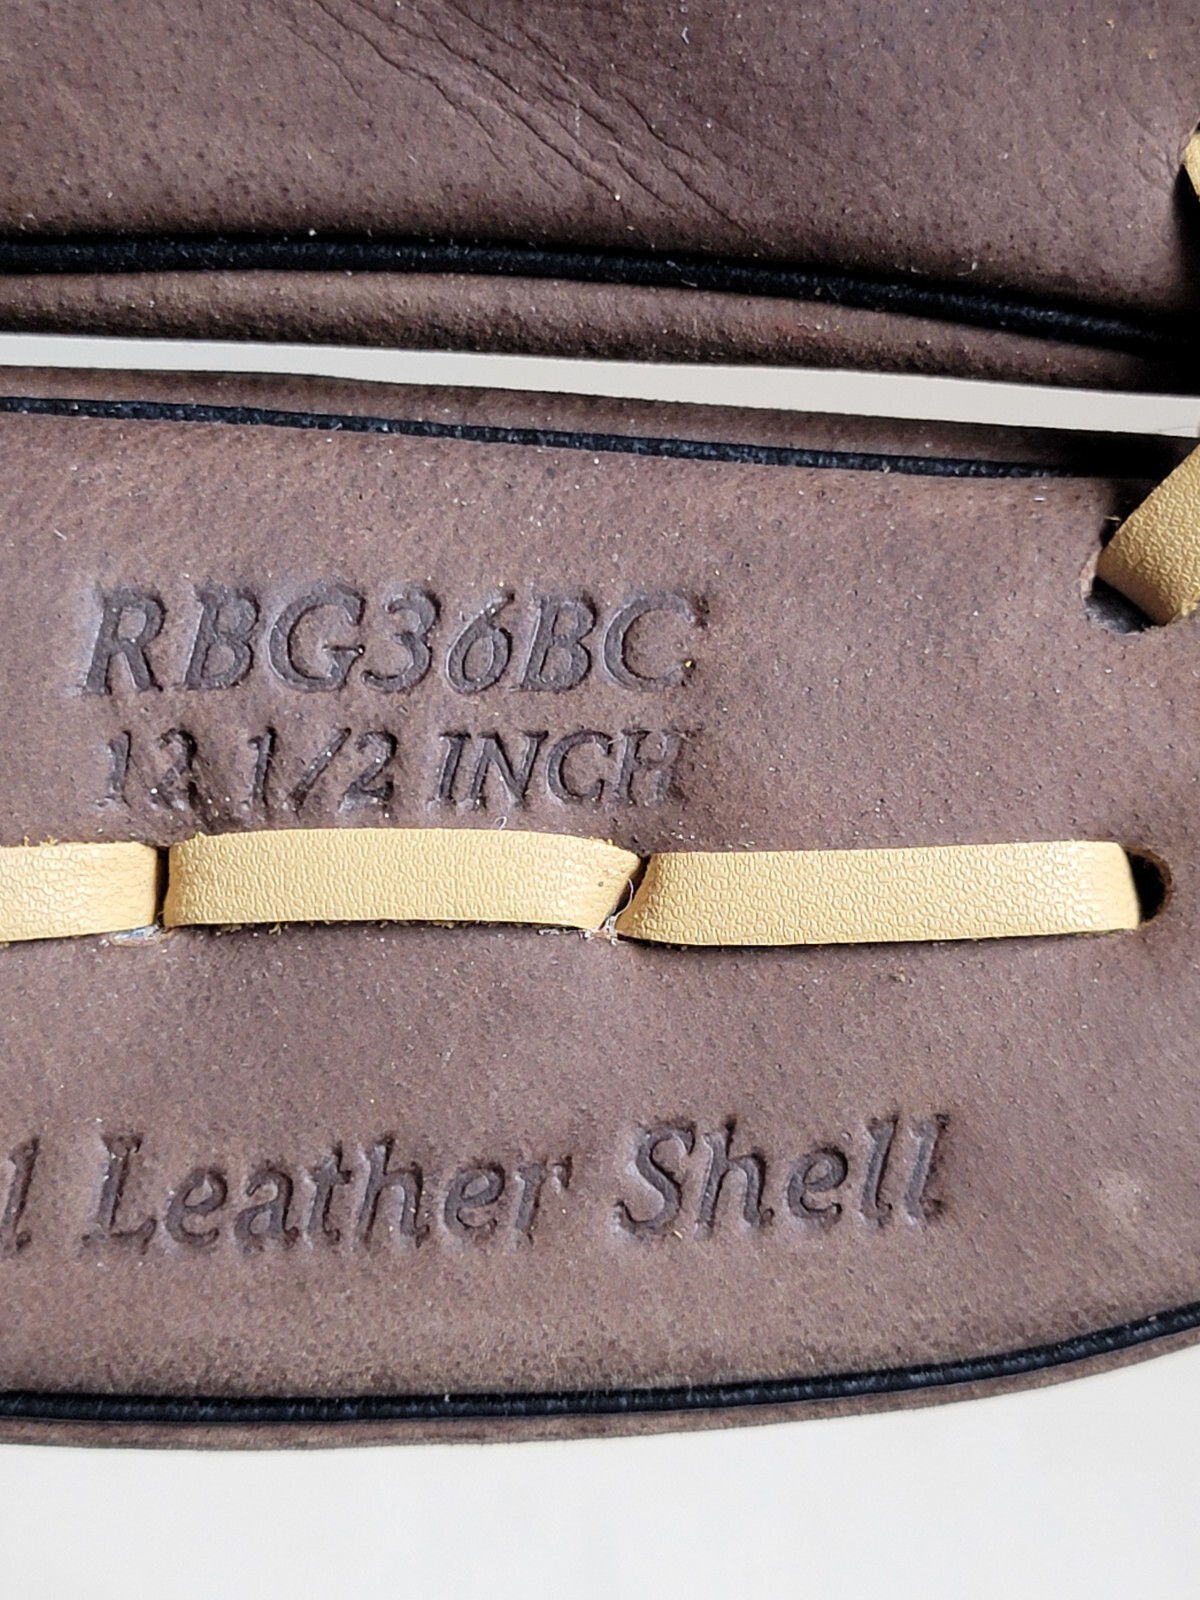 RBG36BC
12 1/2 INCH
l Leather Shell